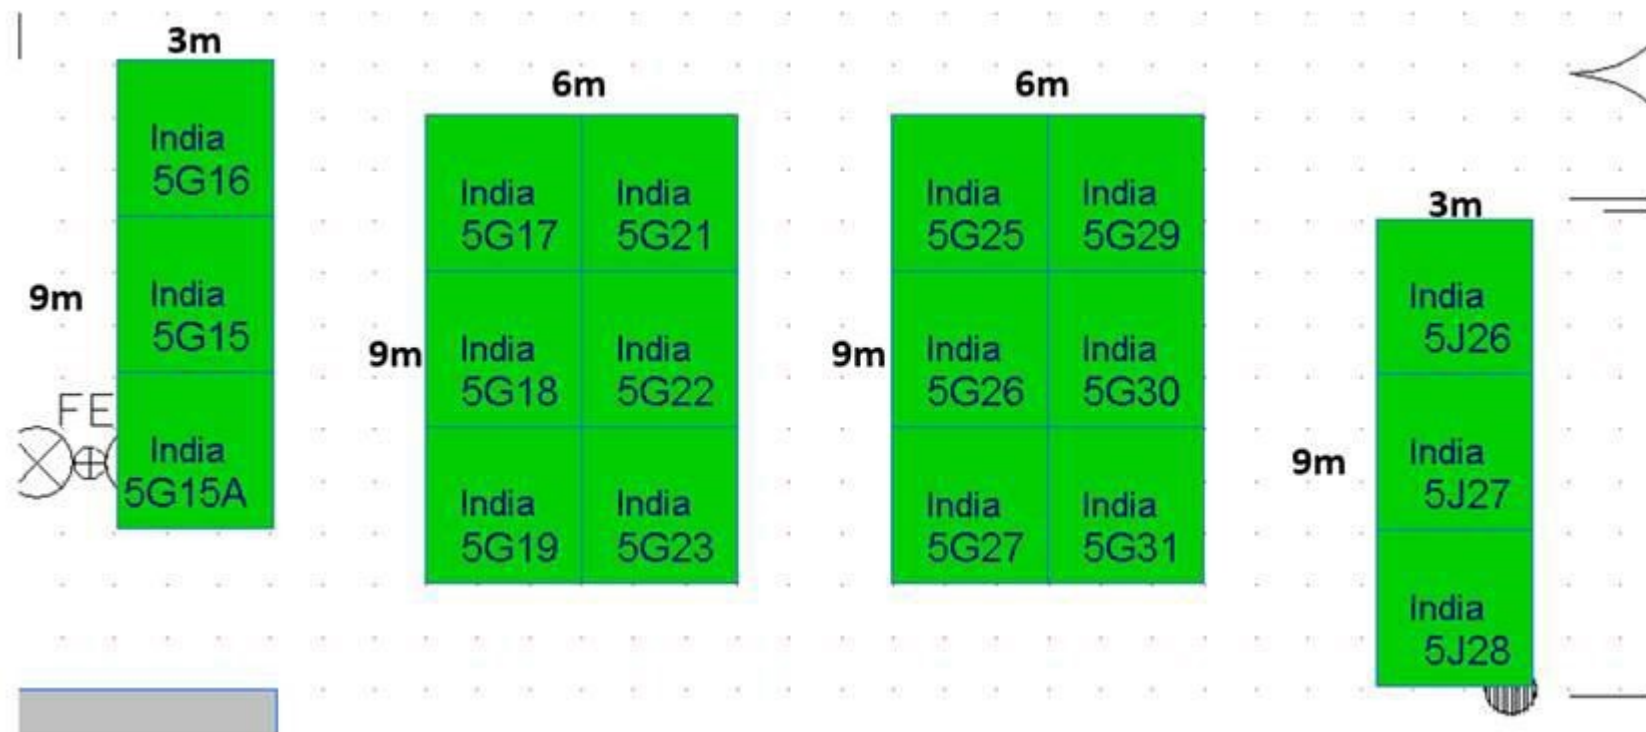 3m
India
5G16
India
5G15
India
5G15A
9m
FE
6m
India
5G17
India
5G21
India
5G18
India
5G22
India
5G19
India
5G23
9m
6m
India
5G25
India
5G29
India
5G26
India
5G30
India
5G27
India
5G31
9m
3m
India
5J26
India
5J27
India
5J28
9m